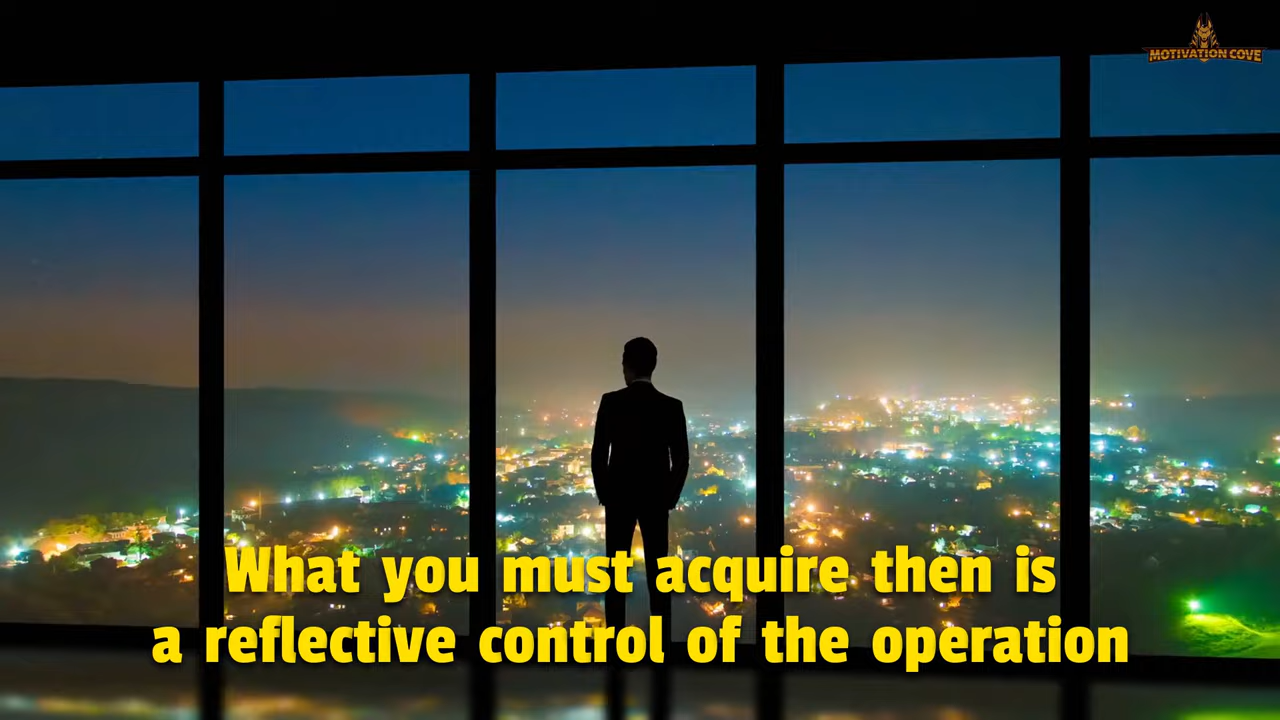 MOTIVATION COVE
What you must acquire then is
a reflective control of the operation